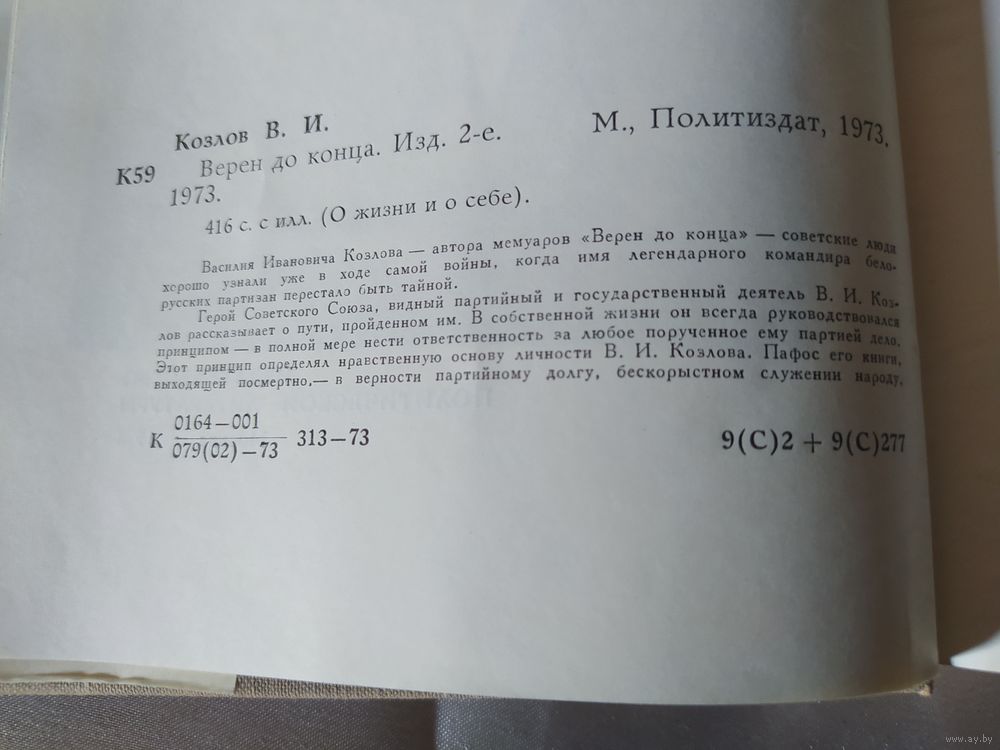 Козлов В. И.
К59 Верен до конца. Изд. 2-е. М., Политиздат, 1973.
1973.
416 с. с илл. (О жизни и о себе).
Василия Ивановича Козлова — автора мемуаров «Верен до конца» — советские люди
хорошо узнали уже в ходе самой войны, когда имя легендарного командира бело-
русских партизан перестало быть тайной.
Герой Советского Союза, видный партийный и государственный деятель В. И. Коз-
лов рассказывает о пути, пройденном им. В собственной жизни он всегда руководствовался
принципом — в полной мере нести ответственность за любое порученное ему партией дело.
Этот принцип определял нравственную основу личности В. И. Козлова. Пафос его книги,
выходящей посмертно,— в верности партийному долгу, бескорыстном служении народу.
К 0164—001
079(02)—73 313—73
9(С)2 + 9(С)277
www.ay.by